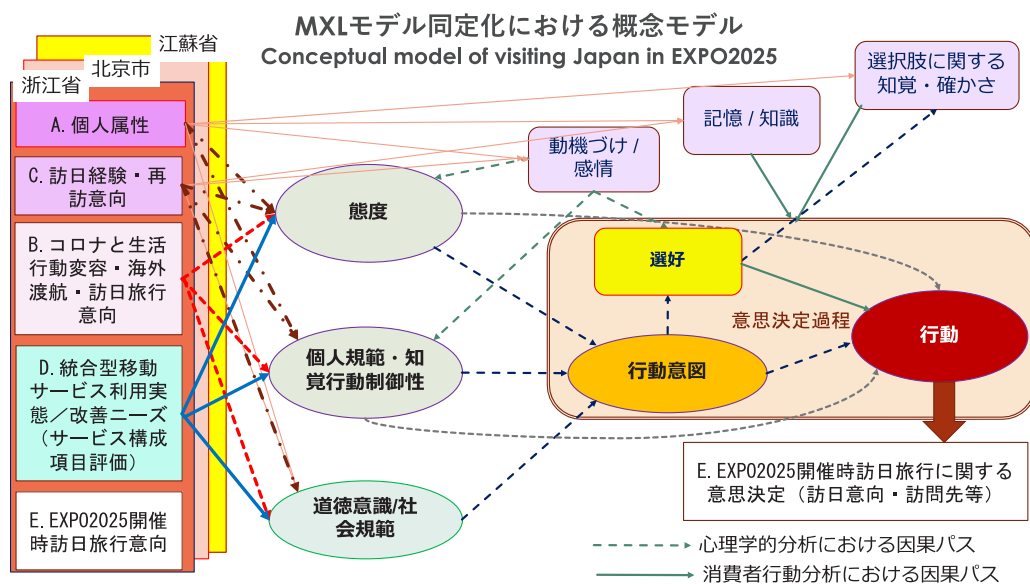 MXLモデル同定化における概念モデル
Conceptual model of visiting Japan in EXPO2025
江蘇省
北京市
浙江省
A.個人属性
C.訪日経験・再
訪意向
B.コロナと生活
行動変容・海外
渡航・訪日旅行
意向
D.統合型移動
サービス利用実
態／改善ニーズ
（サービス構成
項目評価）
E.EXPO2025開催
時訪日旅行意向
態度
個人規範・知
覚行動制御性
道徳意識/社
会規範
動機づけ /
感情
記憶 / 知識
選択肢に関する
知覚・確かさ
選好
意思決定過程
行動意図
行動
E.EXPO2025開催時訪日旅行に関する
意思決定（訪日意向・訪問先等）
心理学的分析における因果パス
消費者行動分析における因果パス